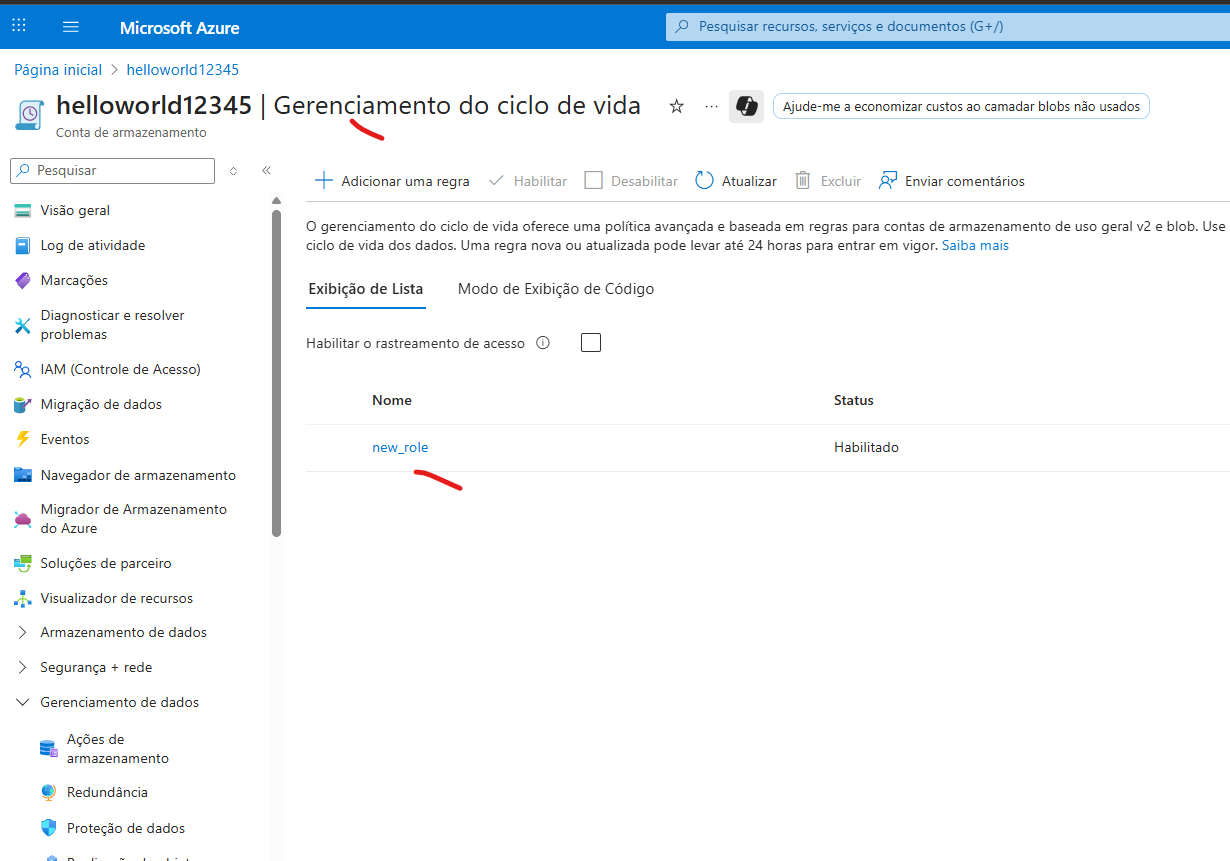 Microsoft Azure
Pesquisar recursos, serviços e documentos (G+/)
Página inicial > helloworld12345
helloworld12345 | Gerenciamento do ciclo de vida
Ajude-me a economizar custos ao camadar blobs não usados
Conta de armazenamento
Pesquisar
Visão geral
Log de atividade
Marcações
Diagnosticar e resolver
problemas
IAM (Controle de Acesso)
Migração de dados
Eventos
Navegador de armazenamento
Migrador de Armazenamento
do Azure
Soluções de parceiro
Visualizador de recursos
Armazenamento de dados
Segurança + rede
Gerenciamento de dados
Ações de
armazenamento
Redundância
Proteção de dados
Adicionar uma regra Habilitar Desabilitar Atualizar Excluir Enviar comentários
O gerenciamento do ciclo de vida oferece uma política avançada e baseada em regras para contas de armazenamento de uso geral v2 e blob. Use
ciclo de vida dos dados. Uma regra nova ou atualizada pode levar até 24 horas para entrar em vigor. Saiba mais
Exibição de Lista Modo de Exibição de Código
Habilitar o rastreamento de acesso
Nome Status
new_role Habilitado